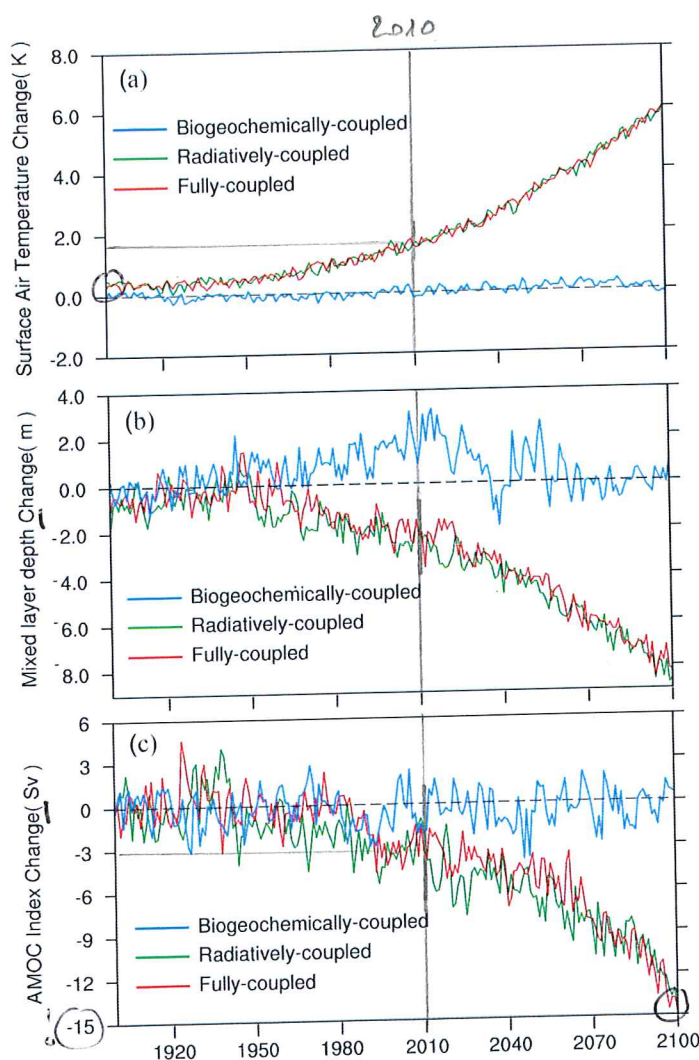 2010
Surface Air Temperature Change( K )
8.0
6.0
4.0
2.0
0.0
-2.0
(a)
Biogeochemically-coupled
Radiatively-coupled
Fully-coupled
Mixed layer depth Change( m )
4.0
2.0
0.0
-2.0
-4.0
6.0
8.0
(b)
Biogeochemically-coupled
Radiatively-coupled
Fully-coupled
AMOC Index Change( Sv )
6
3
0
-3
-6
-9
-12
-15
(c)
Biogeochemically-coupled
Radiatively-coupled
Fully-coupled
1920 1950 1980 2010 2040 2070 2100